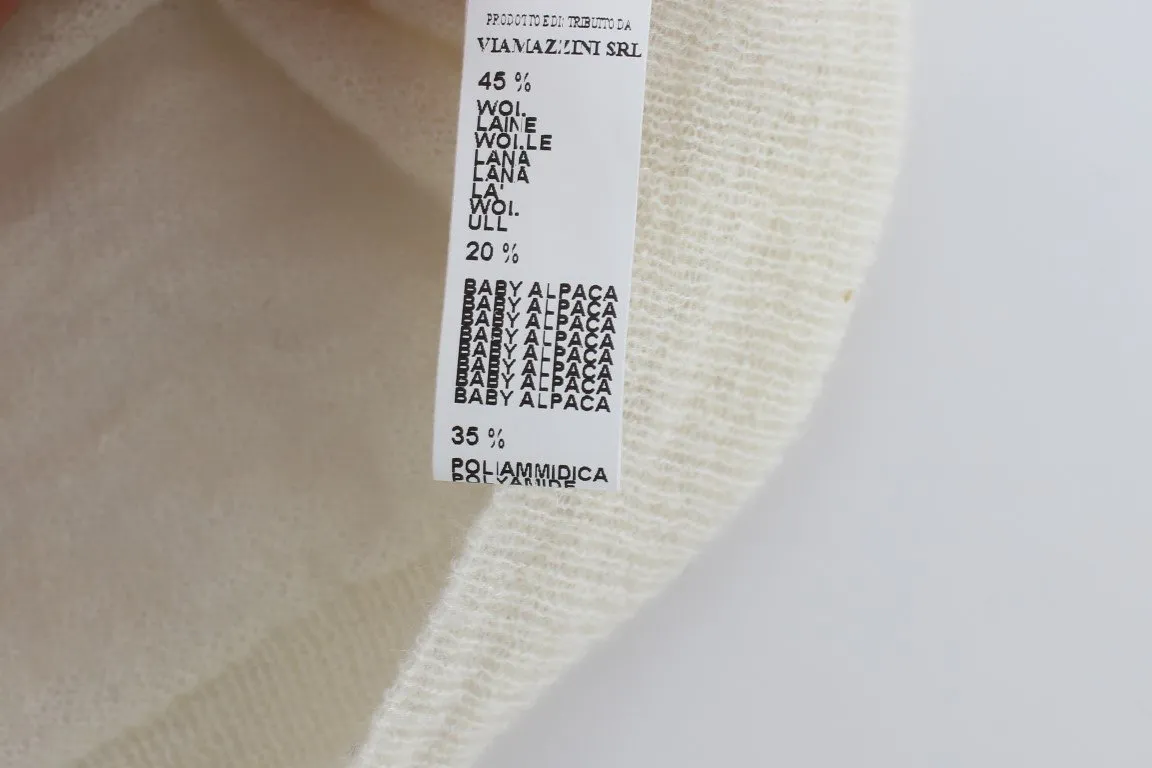 PRODOTTO E DISTRIBUITO DA
VIAMAZZINI SRL
45 %
WOL
LAINE
WOLLE
LANA
LANA
LA'
WOL
ULL
20 %
BABY ALPACA
BABY ALPACA
BABY ALPACA
BABY ALPACA
BABY ALPACA
BABY ALPACA
BABY ALPACA
BABY ALPACA
35 %
POLIAMMIDICA
POLYAMIDE